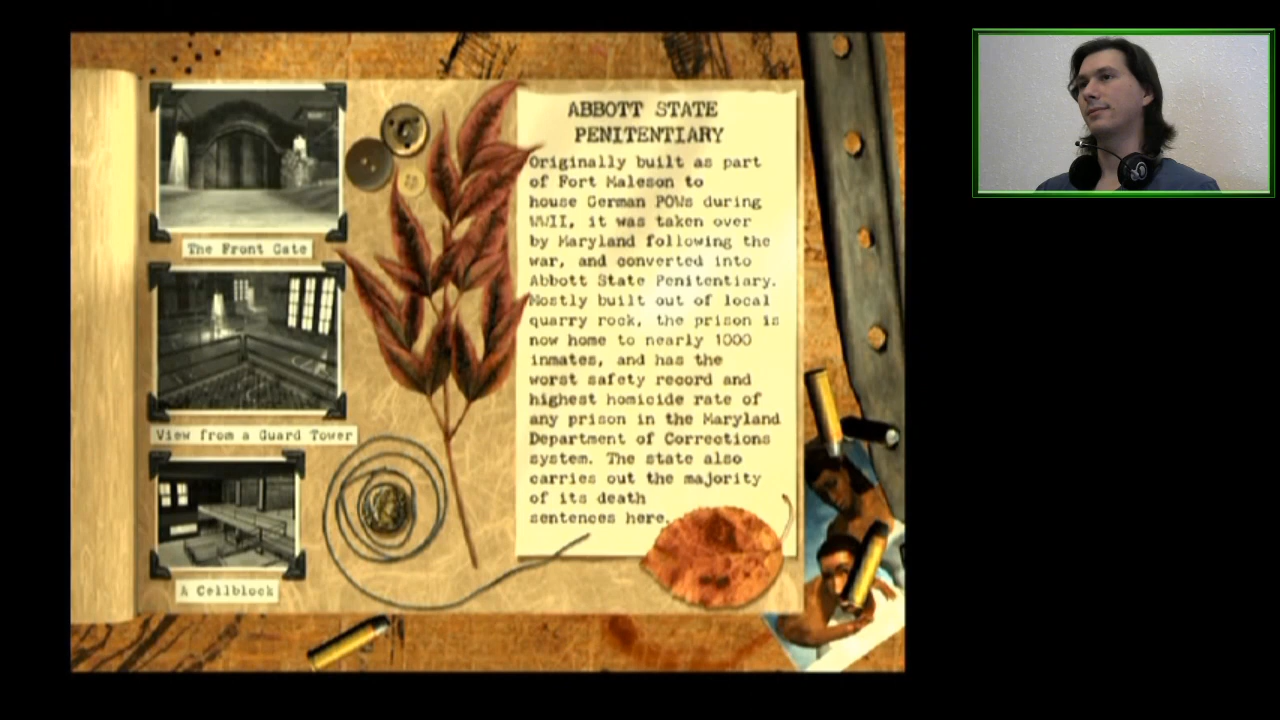 The Front Gate
View from a Guard Tower
A Cellblock
ABBOTT STATE
PENITENTIARY
Originally built as part
of Fort Maleson to
house German POWs during
WWII, it was taken over
by Maryland following the
war, and converted into
Abbott State Penitentiary.
Mostly built out of local
quarry rock, the prison is
now home to nearly 1000
inmates, and has the
worst safety record and
highest homicide rate of
any prison in the Maryland
Department of Corrections
system. The state also
carries out the majority
of its death
sentences here.